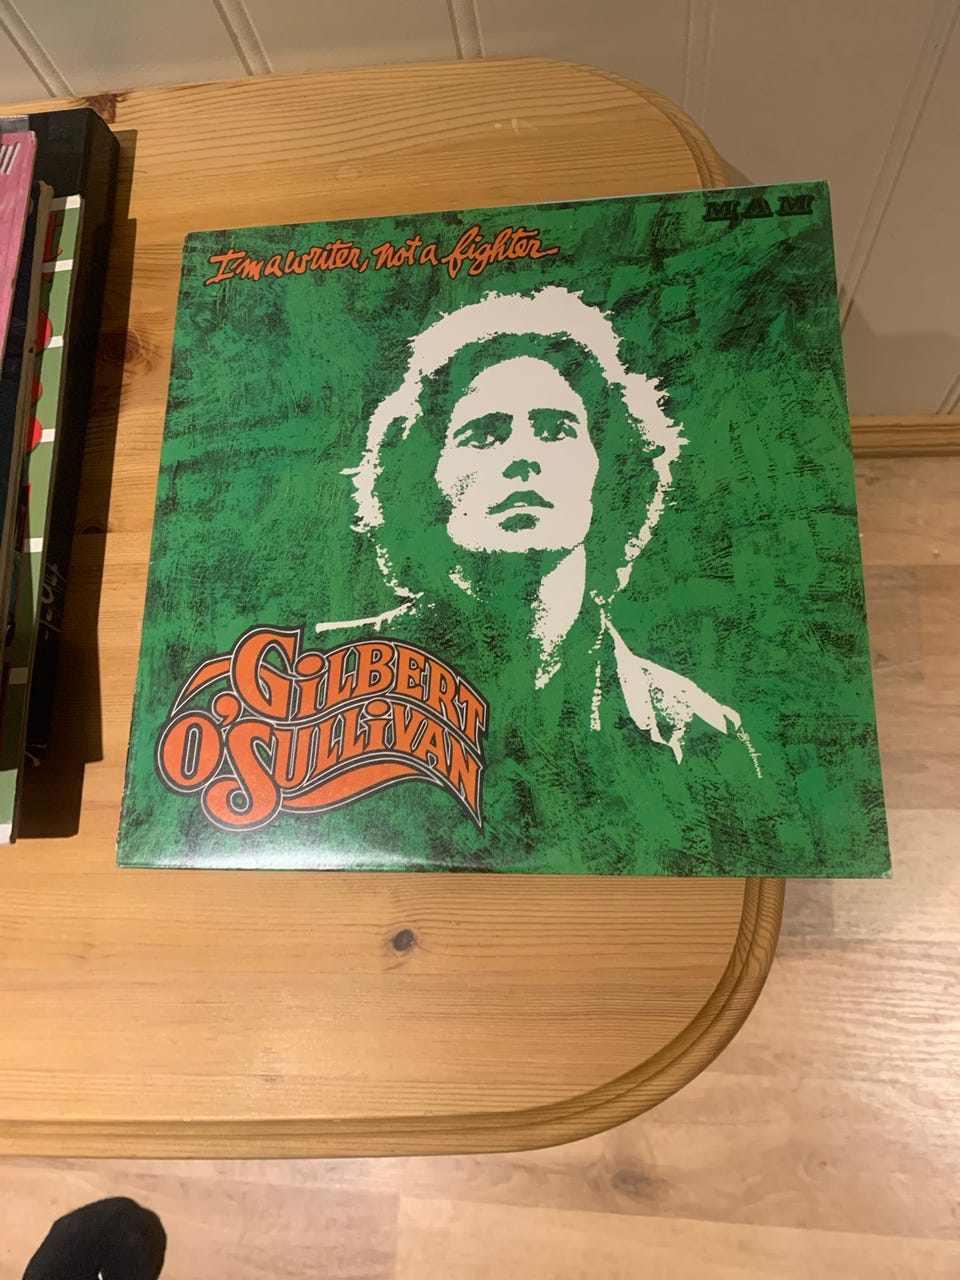 MAM
I'm a writer, not a fighter
GiLBERT
O'SULLiVAN